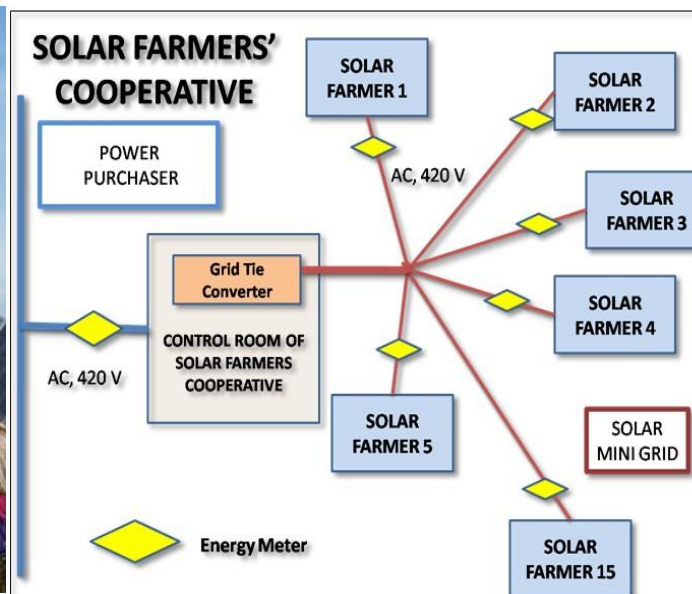 SOLAR FARMERS'
COOPERATIVE
POWER
PURCHASER
SOLAR
FARMER 1
SOLAR
FARMER 2
AC, 420 V
SOLAR
FARMER 3
Grid Tie
Converter
CONTROL ROOM OF
SOLAR FARMERS
COOPERATIVE
SOLAR
FARMER 4
AC, 420 V
SOLAR
FARMER 5
SOLAR
MINI GRID
Energy Meter
SOLAR
FARMER 15